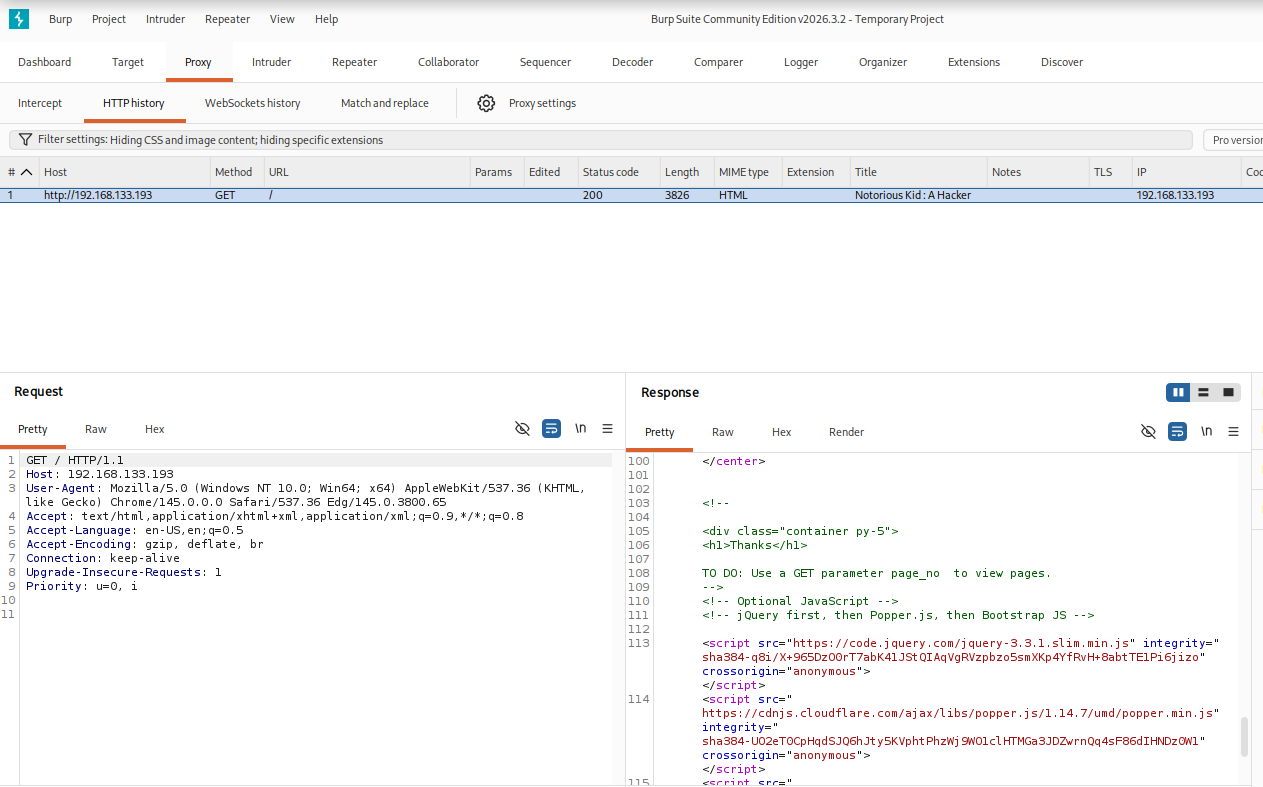 Burp Project Intruder Repeater View Help Burp Suite Community Edition v2026.3.2 - Temporary Project
Dashboard Target Proxy Intruder Repeater Collaborator Sequencer Decoder Comparer Logger Organizer Extensions Discover
Intercept HTTP history WebSockets history Match and replace Proxy settings
Filter settings: Hiding CSS and image content; hiding specific extensions Pro version
# Host Method URL Params Edited Status code Length MIME type Extension Title Notes TLS IP Coo
1 http://192.168.133.193 GET / 200 3826 HTML Notorious Kid : A Hacker 192.168.133.193
Request
Pretty Raw Hex \n
1 GET / HTTP/1.1
2 Host: 192.168.133.193
3 User-Agent: Mozilla/5.0 (Windows NT 10.0; Win64; x64) AppleWebKit/537.36 (KHTML,
like Gecko) Chrome/145.0.0.0 Safari/537.36 Edg/145.0.3800.65
4 Accept: text/html,application/xhtml+xml,application/xml;q=0.9,*/*;q=0.8
5 Accept-Language: en-US,en;q=0.5
6 Accept-Encoding: gzip, deflate, br
7 Connection: keep-alive
8 Upgrade-Insecure-Requests: 1
9 Priority: u=0, i
10
11
Response
Pretty Raw Hex Render \n
100 </center>
101
102
103 <!--
104
105 <div class="container py-5">
106 <h1>Thanks</h1>
107
108 TO DO: Use a GET parameter page_no  to view pages.
109 -->
110 <!-- Optional JavaScript -->
111 <!-- jQuery first, then Popper.js, then Bootstrap JS -->
112
113 <script src="https://code.jquery.com/jquery-3.3.1.slim.min.js" integrity="
sha384-q8i/X+965DzO0rT7abK41JStQIAqVgRVzpbzo5smXKp4YfRvH+8abtTE1Pi6jizo"
crossorigin="anonymous">
</script>
114 <script src="
https://cdnjs.cloudflare.com/ajax/libs/popper.js/1.14.7/umd/popper.min.js"
integrity="
sha384-UO2eT0CpHqdSJQ6hJty5KVphtPhzWj9WO1clHTMGa3JDZwrnQq4sF86dIHNDz0W1"
crossorigin="anonymous">
</script>
115 <script src="